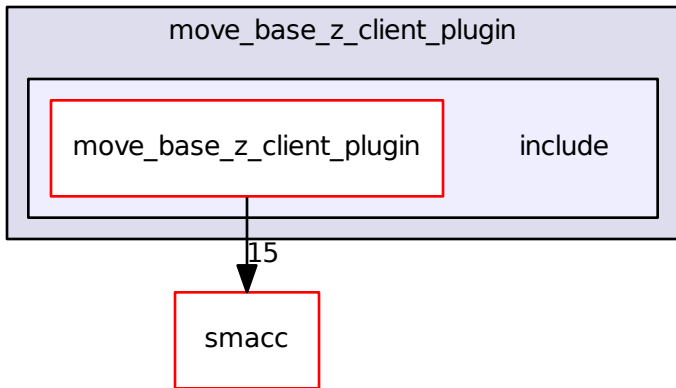 move_base_z_client_plugin
move_base_z_client_plugin
include
15
smacc